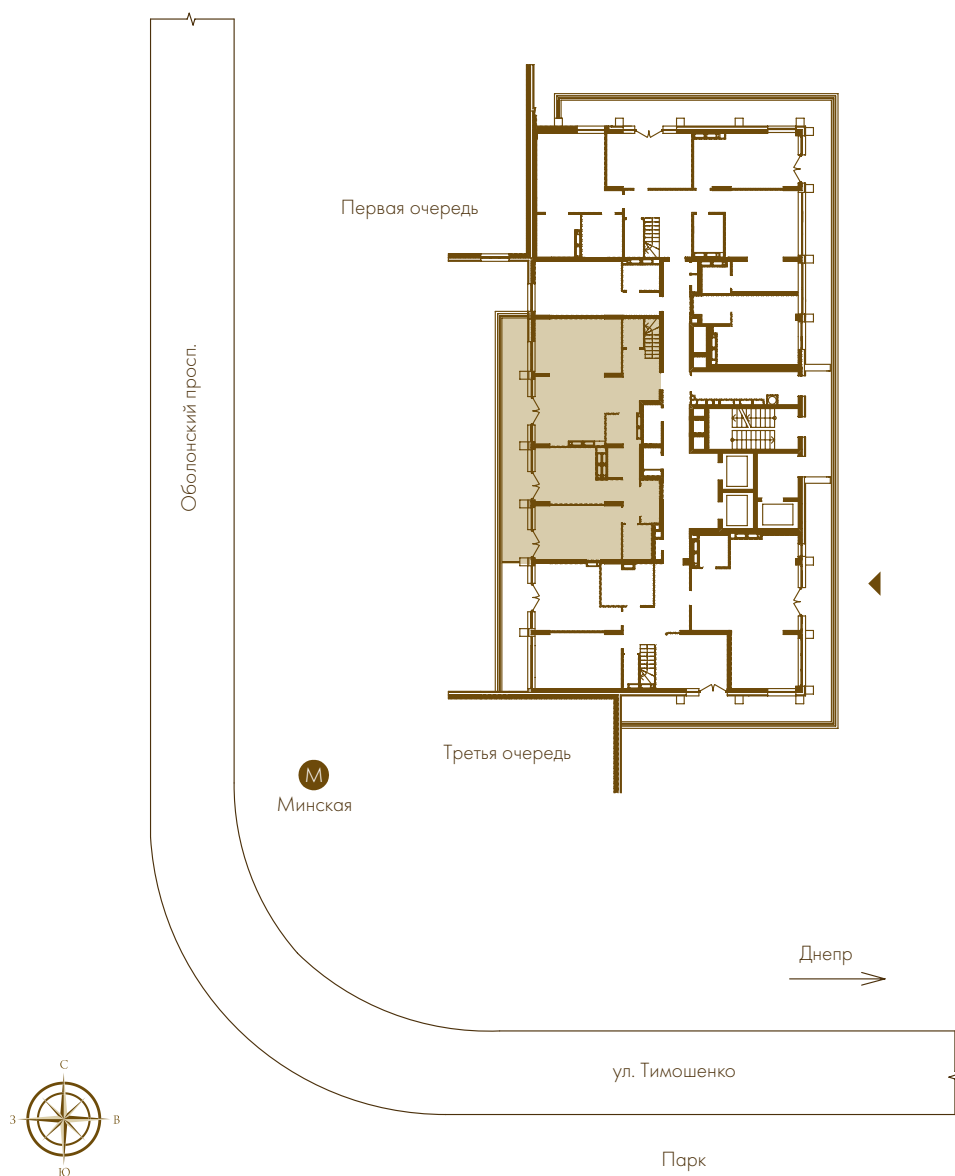 Первая очередь
Оболонский просп.
Третья очередь
М
Минская
Днепр
ул. Тимошенко
С
З
В
Ю
Парк